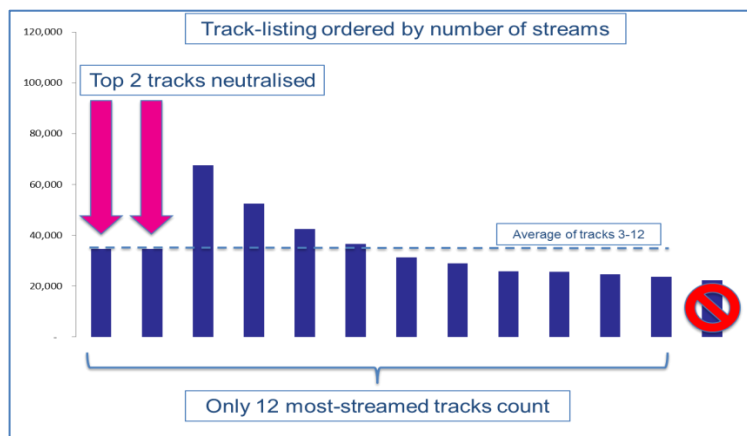 Track-listing ordered by number of streams
120,000
100,000
Top 2 tracks neutralised
80,000
60,000
40,000
Average of tracks 3-12
20,000
-
Only 12 most-streamed tracks count